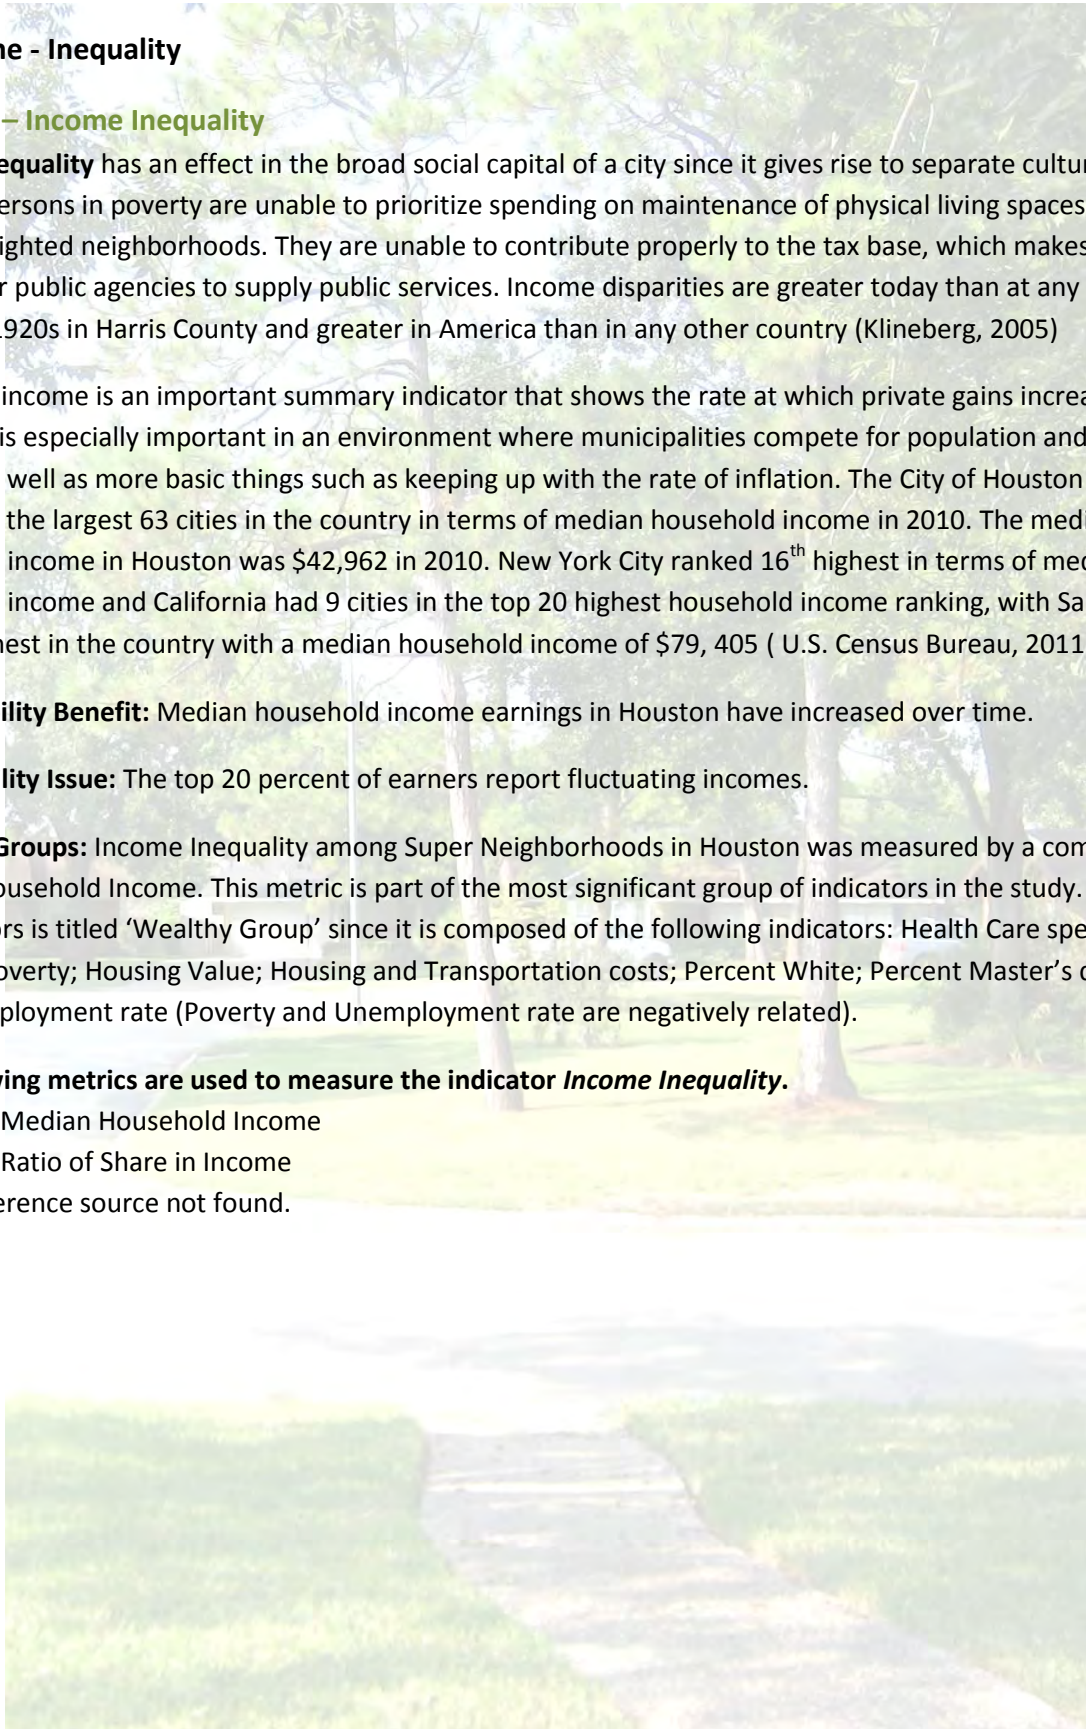 ne - Inequality
– Income Inequality
equality has an effect in the broad social capital of a city since it gives rise to separate cultu
ersons in poverty are unable to prioritize spending on maintenance of physical living spaces
ighted neighborhoods. They are unable to contribute properly to the tax base, which makes
r public agencies to supply public services. Income disparities are greater today than at any
1920s in Harris County and greater in America than in any other country (Klineberg, 2005)
income is an important summary indicator that shows the rate at which private gains increa
is especially important in an environment where municipalities compete for population and
well as more basic things such as keeping up with the rate of inflation. The City of Houston
the largest 63 cities in the country in terms of median household income in 2010. The medi
income in Houston was $42,962 in 2010. New York City ranked 16th highest in terms of med
income and California had 9 cities in the top 20 highest household income ranking, with Sa
hest in the country with a median household income of $79, 405 ( U.S. Census Bureau, 2011
ility Benefit: Median household income earnings in Houston have increased over time.
lity Issue: The top 20 percent of earners report fluctuating incomes.
Groups: Income Inequality among Super Neighborhoods in Houston was measured by a com
ousehold Income. This metric is part of the most significant group of indicators in the study.
ors is titled ‘Wealthy Group’ since it is composed of the following indicators: Health Care spe
overty; Housing Value; Housing and Transportation costs; Percent White; Percent Master’s d
ployment rate (Poverty and Unemployment rate are negatively related).
ving metrics are used to measure the indicator Income Inequality.
Median Household Income
Ratio of Share in Income
erence source not found.